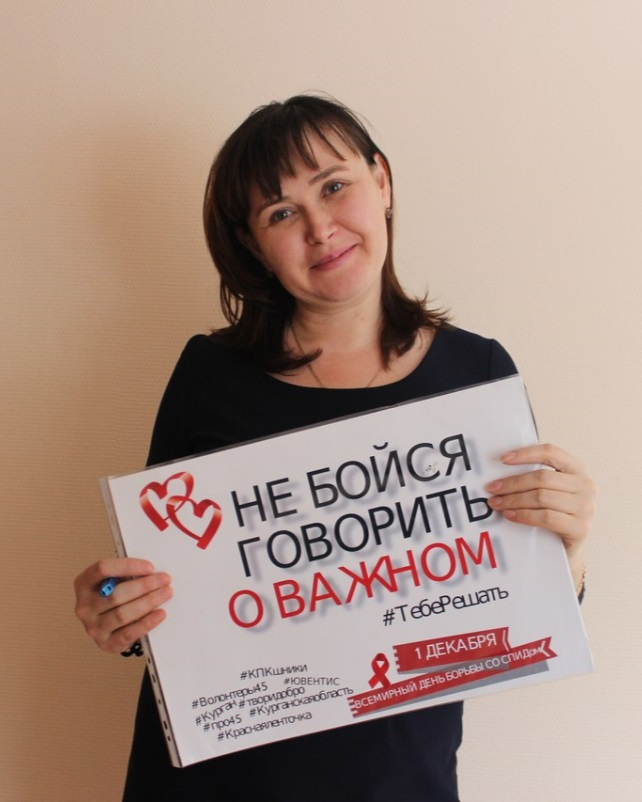 НЕ БОЙСЯ
ГОВОРИТЬ
О ВАЖНОМ
#ТебеРешать
1 ДЕКАБРЯ
ВСЕМИРНЫЙ ДЕНЬ БОРЬБЫ СО СПИДОМ
#КПКшники
#Волонтеры45 #ЮВЕНТИС
#Курган #творидобро
#про45 #Курганскаяобласть
#Краснаяленточка